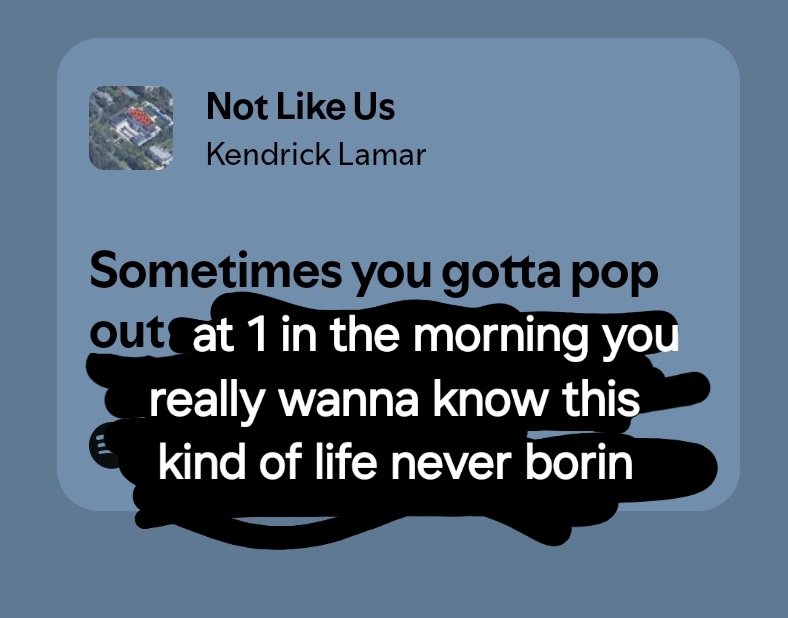 Not Like Us
Kendrick Lamar
Sometimes you gotta pop
out at 1 in the morning you
really wanna know this
kind of life never borin